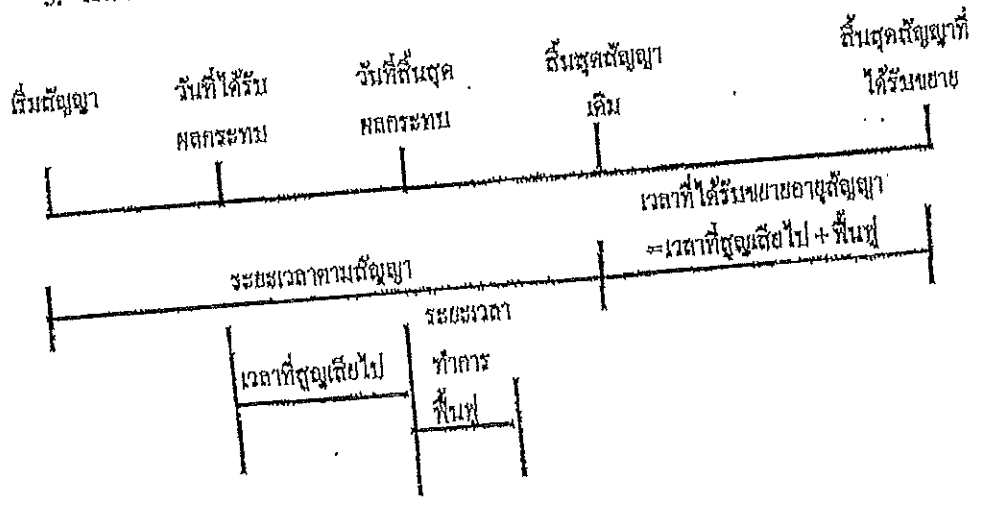 เริ่มสัญญา
วันที่ได้รับ
ผลกระทบ
วันที่สิ้นสุด
ผลกระทบ
สิ้นสุดสัญญา
เดิม
สิ้นสุดสัญญาที่
ได้รับขยาย
เวลาที่ได้รับขยายอายุสัญญา
=เวลาที่สูญเสียไป + ฟื้นฟู
ระยะเวลาตามสัญญา
เวลาที่สูญเสียไป
ระยะเวลา
ทำการ
ฟื้นฟู